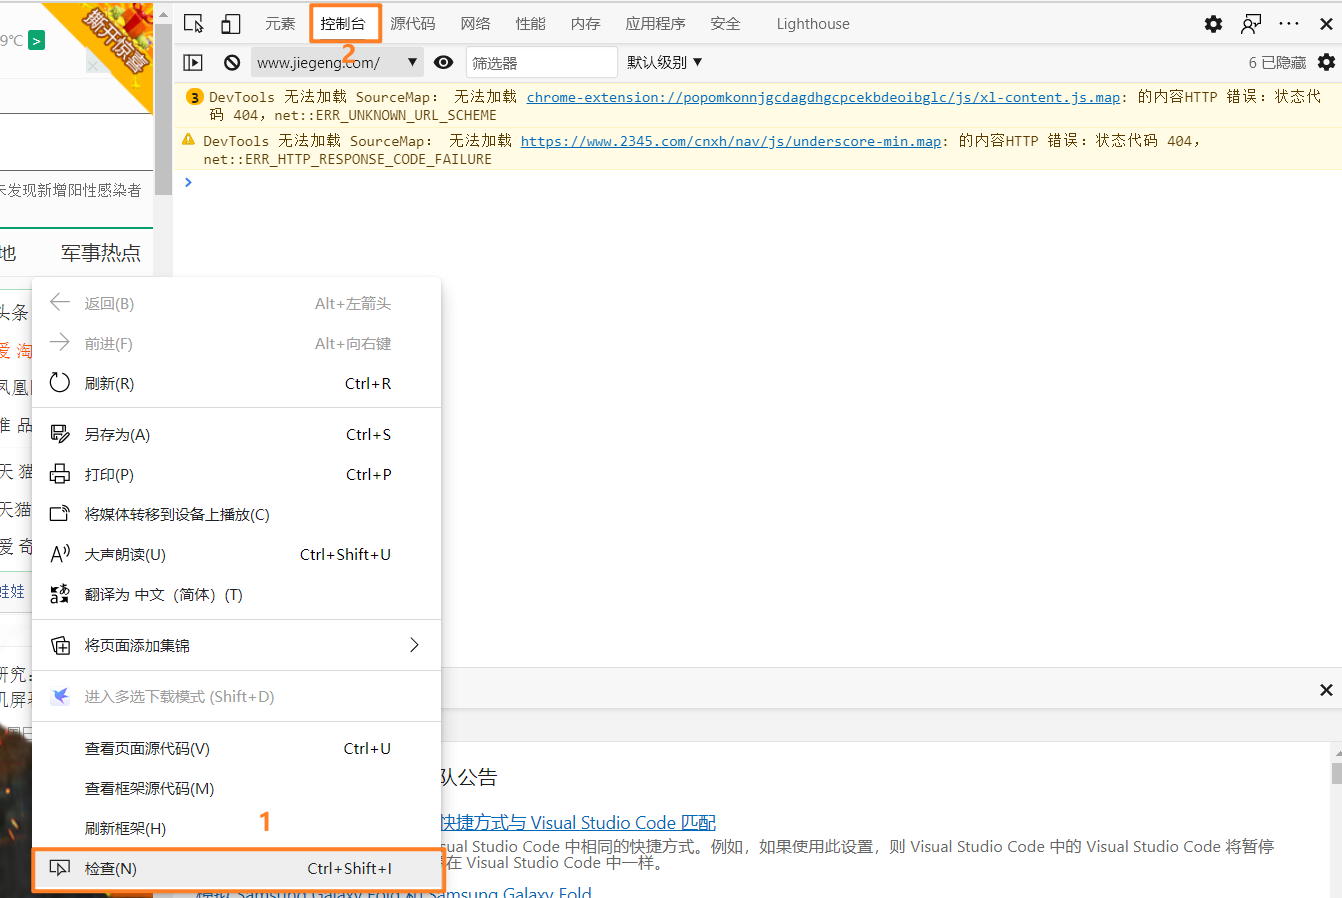 元素
控制台
源代码
网络
性能
内存
应用程序
安全
Lighthouse
2
www.jiegeng.com/
筛选器
默认级别
6 已隐藏
3
DevTools 无法加载 SourceMap: 无法加载 chrome-extension://popomkonnjgcdagdhgcpcekbdeoibglc/js/xl-content.js.map: 的内容HTTP 错误:状态代
码 404, net::ERR_UNKNOWN_URL_SCHEME
DevTools 无法加载 SourceMap: 无法加载 https://www.2345.com/cnxh/nav/js/underscore-min.map: 的内容HTTP 错误:状态代码 404,
net::ERR_HTTP_RESPONSE_CODE_FAILURE
9℃
撕开惊喜
未发现新增阳性感染者
地
军事热点
头条
爱 淘
凤凰
唯 品
天 猫
天猫
爱 奇
蛙娃
研究:
几屏
返回(B) Alt+左箭头
前进(F) Alt+向右键
刷新(R) Ctrl+R
另存为(A) Ctrl+S
打印(P) Ctrl+P
将媒体转移到设备上播放(C)
大声朗读(U) Ctrl+Shift+U
翻译为 中文（简体）(T)
将页面添加集锦
进入多选下载模式 (Shift+D)
查看页面源代码(V) Ctrl+U
查看框架源代码(M)
刷新框架(H)
1
检查(N) Ctrl+Shift+I
队公告
快捷方式与 Visual Studio Code 匹配
sual Studio Code 中相同的快捷方式。例如，如果使用此设置，则 Visual Studio Code 中的 Visual Studio Code 将暂停
在 Visual Studio Code 中一样。
模拟 Samsung Galaxy Fold 和 Samsung Galaxy Fold